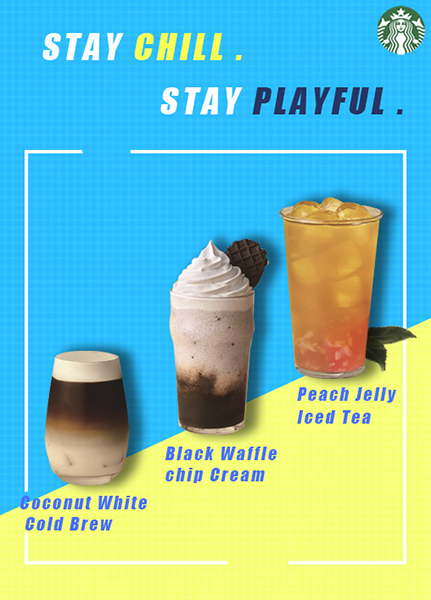 STAY CHILL .
STAY PLAYFUL .
Peach Jelly
Iced Tea
Black Waffle
chip Cream
Coconut White
Cold Brew